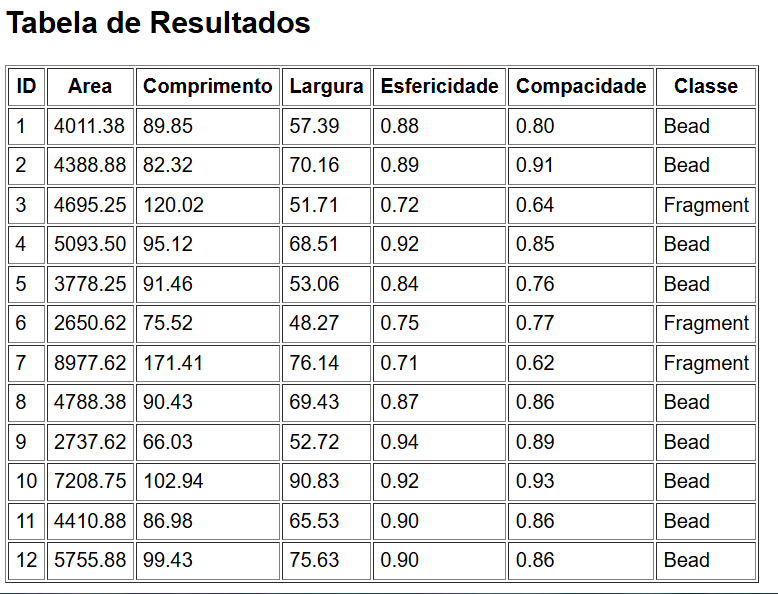 Tabela de Resultados
ID Area Comprimento Largura Esfericidade Compacidade Classe
1 4011.38 89.85 57.39 0.88 0.80 Bead
2 4388.88 82.32 70.16 0.89 0.91 Bead
3 4695.25 120.02 51.71 0.72 0.64 Fragment
4 5093.50 95.12 68.51 0.92 0.85 Bead
5 3778.25 91.46 53.06 0.84 0.76 Bead
6 2650.62 75.52 48.27 0.75 0.77 Fragment
7 8977.62 171.41 76.14 0.71 0.62 Fragment
8 4788.38 90.43 69.43 0.87 0.86 Bead
9 2737.62 66.03 52.72 0.94 0.89 Bead
10 7208.75 102.94 90.83 0.92 0.93 Bead
11 4410.88 86.98 65.53 0.90 0.86 Bead
12 5755.88 99.43 75.63 0.90 0.86 Bead